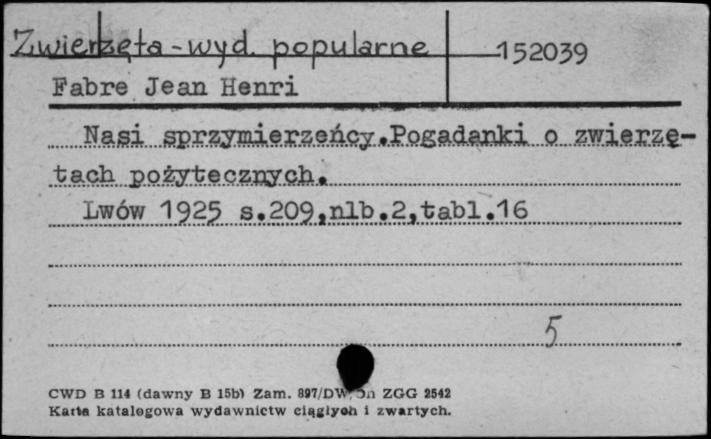 Zwierzęta - wyd. popularne
152039
Fabre Jean Henri
Nasi sprzymierzeńcy.Pogadanki o zwierzę-
tach pożytecznych.
Lwów 1925 s.209,nlb.2,tabl.16
5
CWD B 114 (dawny B 15b) Zam. 897/DW ZGG 2542
Karta katalogowa wydawnictw ciągłych i zwartych.